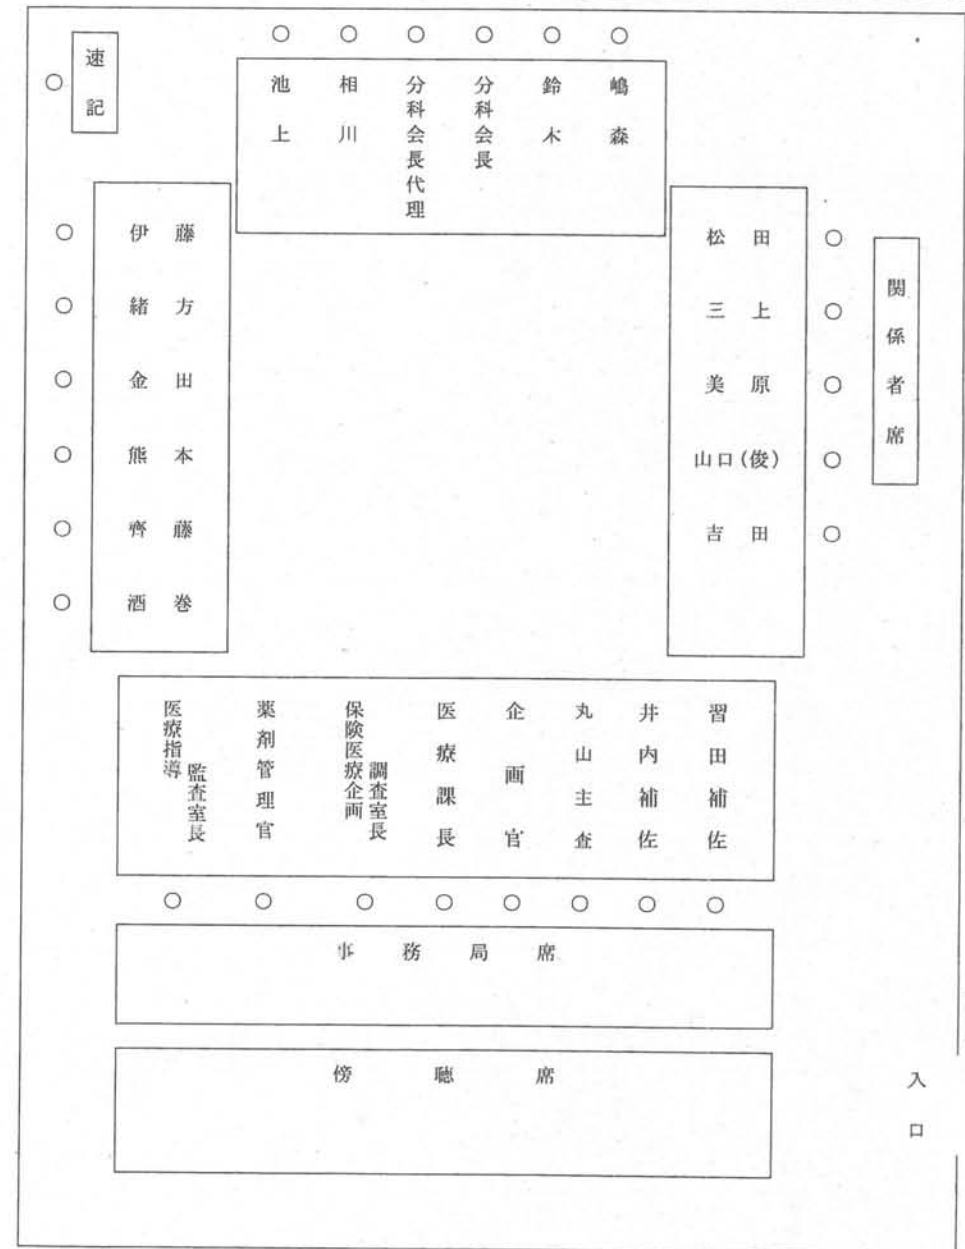 速記
池上
相川
分科会長代理
分科会長
鈴木
嶋森
伊藤
緒方
金田
熊本
齊藤
酒巻
松田
三上
美原
山口(俊)
吉田
関係者席
医療指導
監査室長
薬剤管理官
保険医療企画
調査室長
医療課長
企画官
丸山主査
井内補佐
習田補佐
事務局席
傍聴席
入口